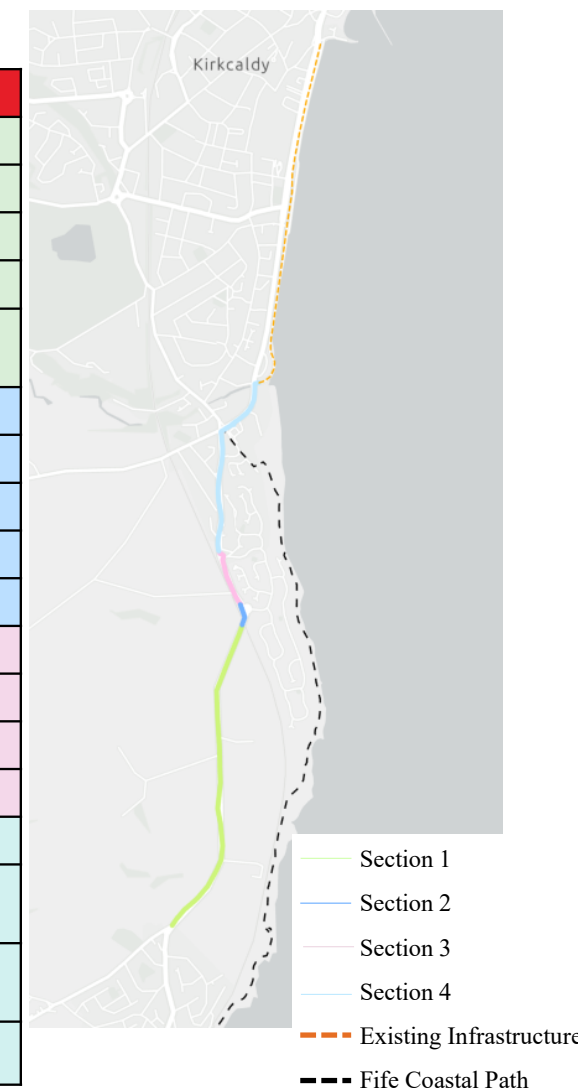 Kirkcaldy
Section 1
Section 2
Section 3
Section 4
Existing Infrastructure
Fife Coastal Path